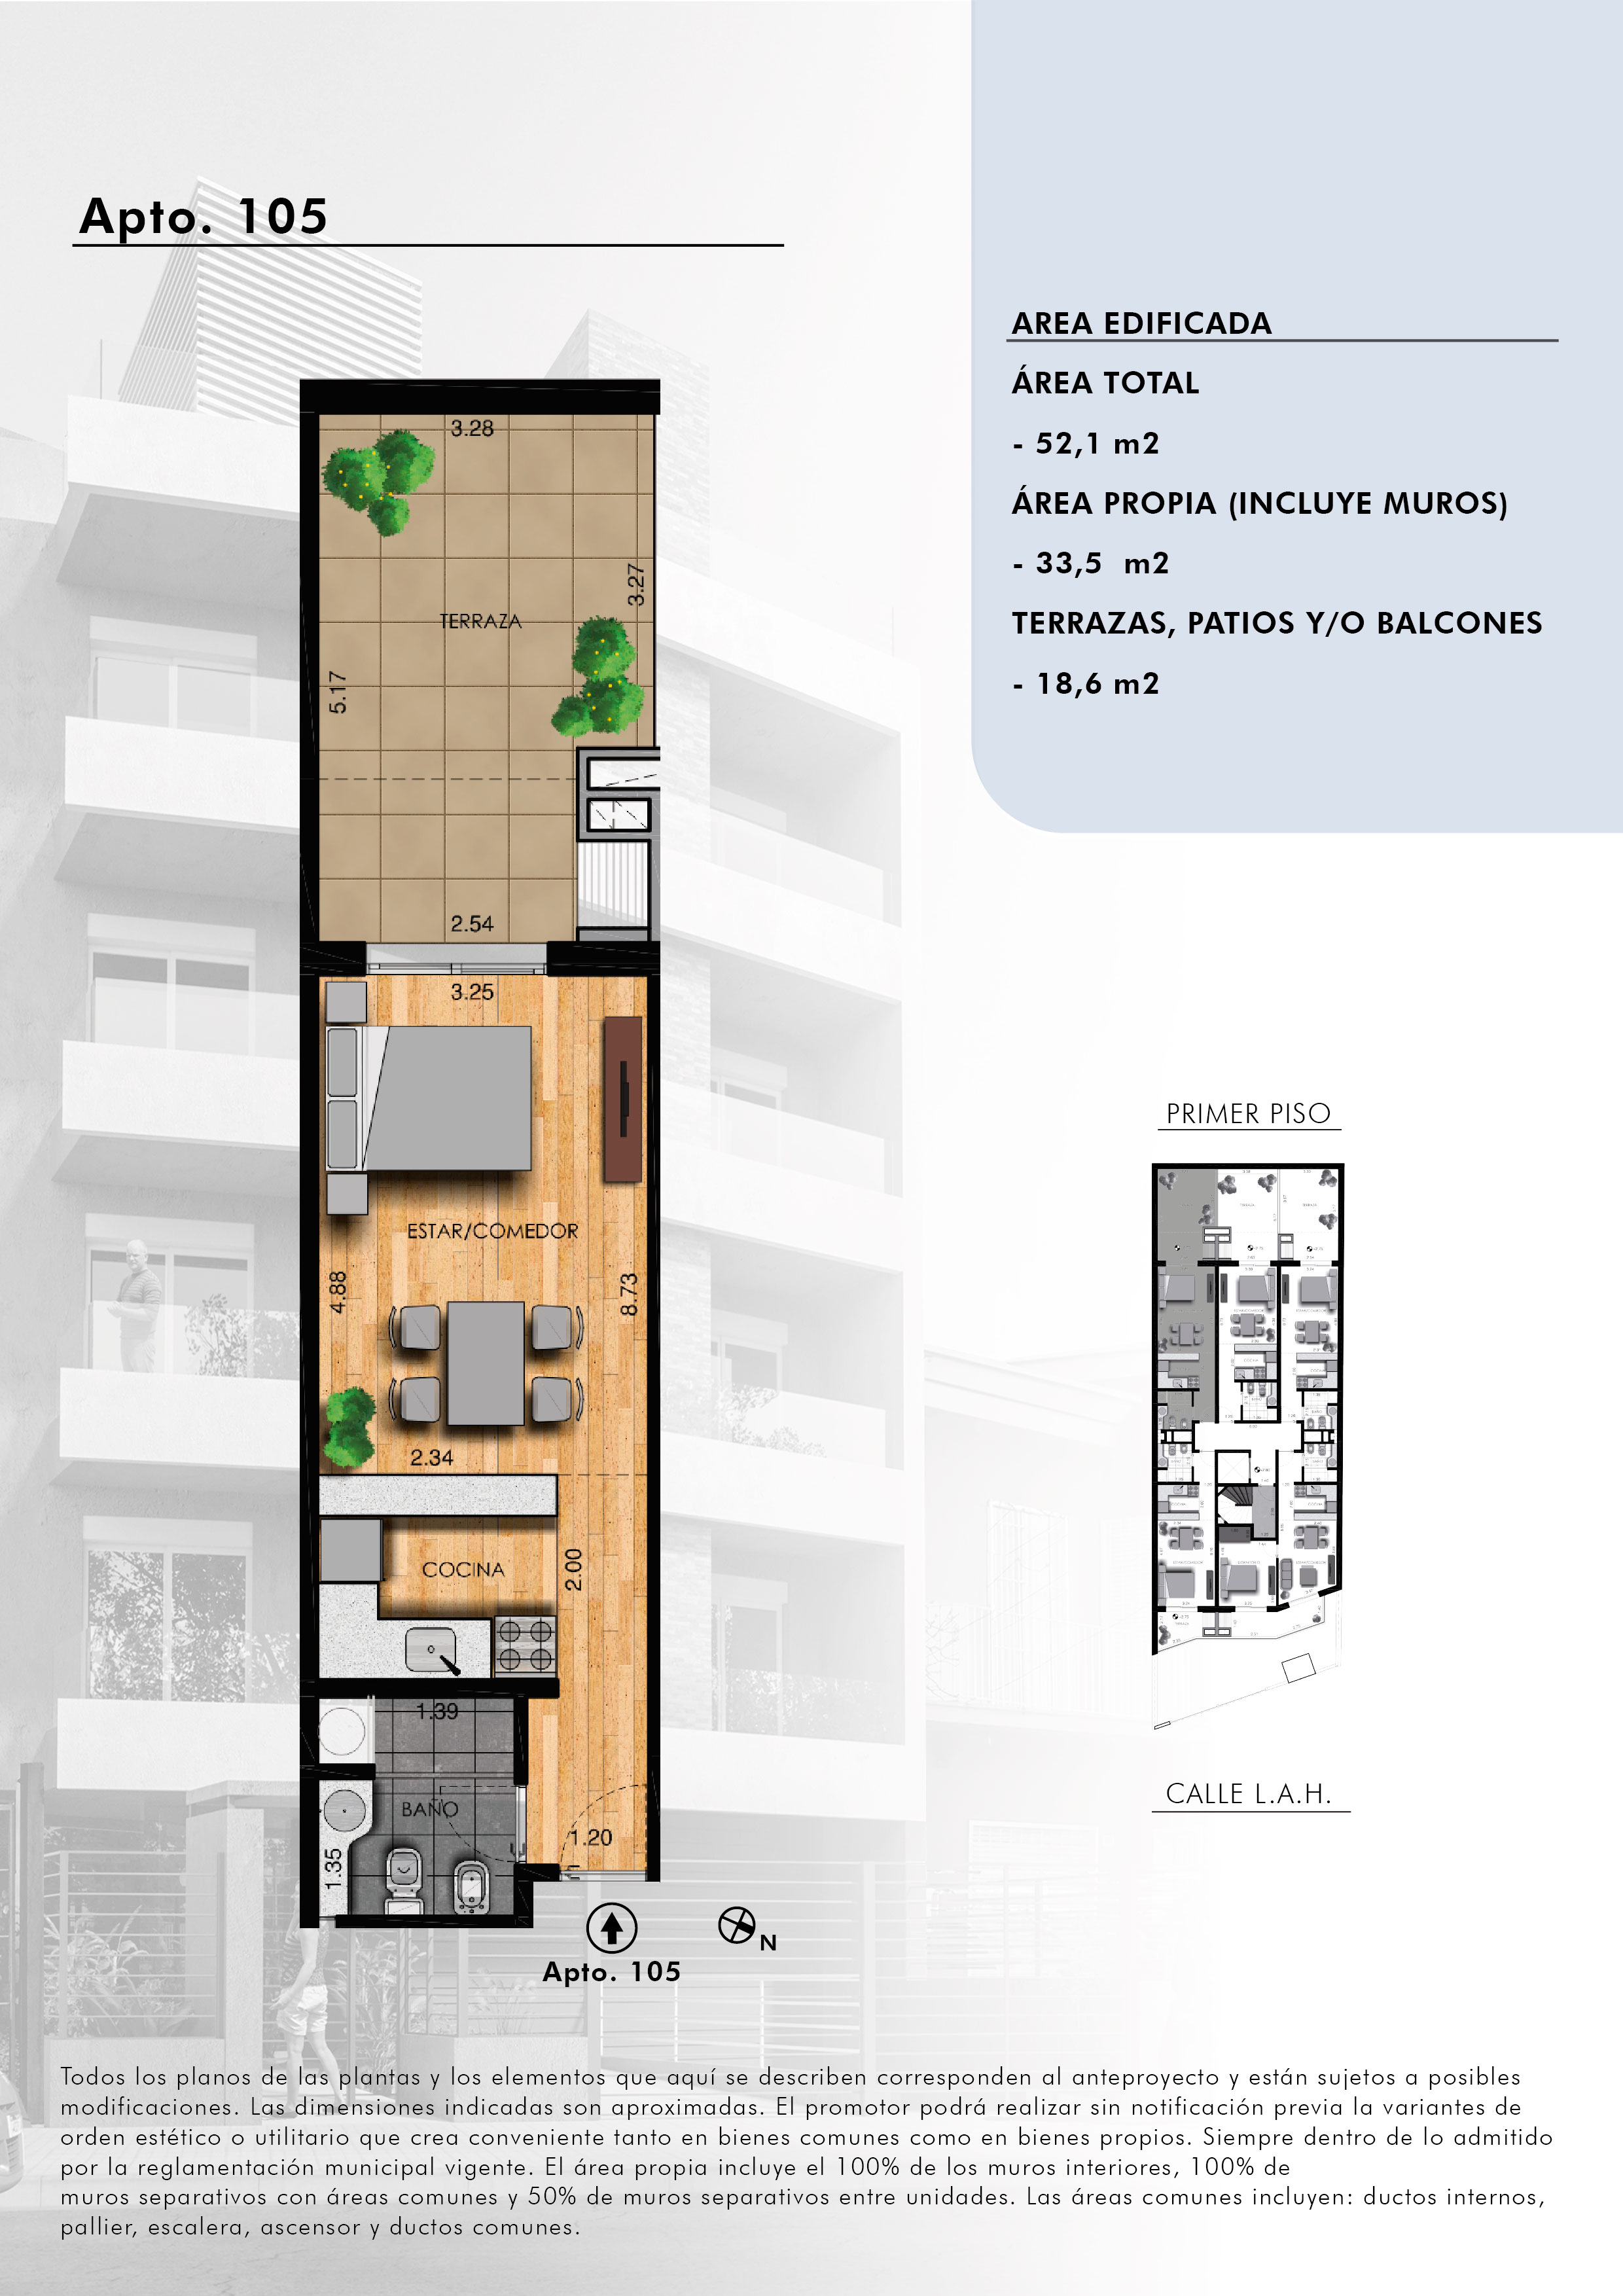 Apto. 105
AREA EDIFICADA
ÁREA TOTAL
- 52,1 m2
ÁREA PROPIA (INCLUYE MUROS)
- 33,5 m2
TERRAZAS, PATIOS Y/O BALCONES
- 18,6 m2
3.28
3.27
TERRAZA
5.17
2.54
3.25
ESTAR/COMEDOR
4.88
8.73
2.34
COCINA
2.00
1.39
BAÑO
1.20
1.35
N
Apto. 105
PRIMER PISO
CALLE L.A.H.
Todos los planos de las plantas y los elementos que aquí se describen corresponden al anteproyecto y están sujetos a posibles
modificaciones. Las dimensiones indicadas son aproximadas. El promotor podrá realizar sin notificación previa la variantes de
orden estético o utilitario que crea conveniente tanto en bienes comunes como en bienes propios. Siempre dentro de lo admitido
por la reglamentación municipal vigente. El área propia incluye el 100% de los muros interiores, 100% de
muros separativos con áreas comunes y 50% de muros separativos entre unidades. Las áreas comunes incluyen: ductos internos,
pallier, escalera, ascensor y ductos comunes.